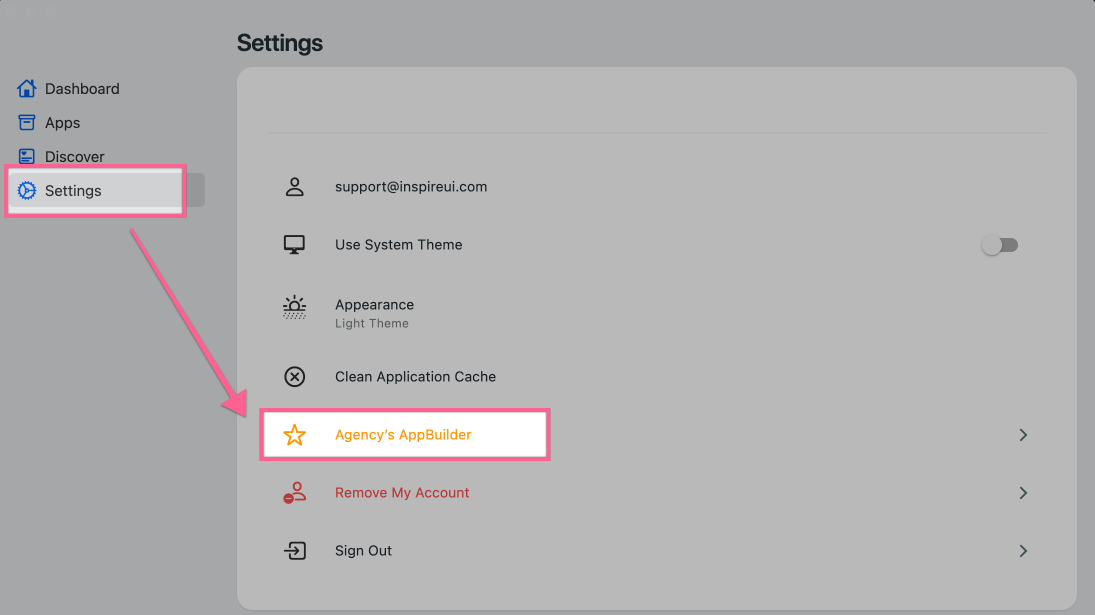 Settings
Dashboard
Apps
Discover
Settings
support@inspireui.com
Use System Theme
Appearance
Light Theme
Clean Application Cache
Agency's AppBuilder
Remove My Account
Sign Out